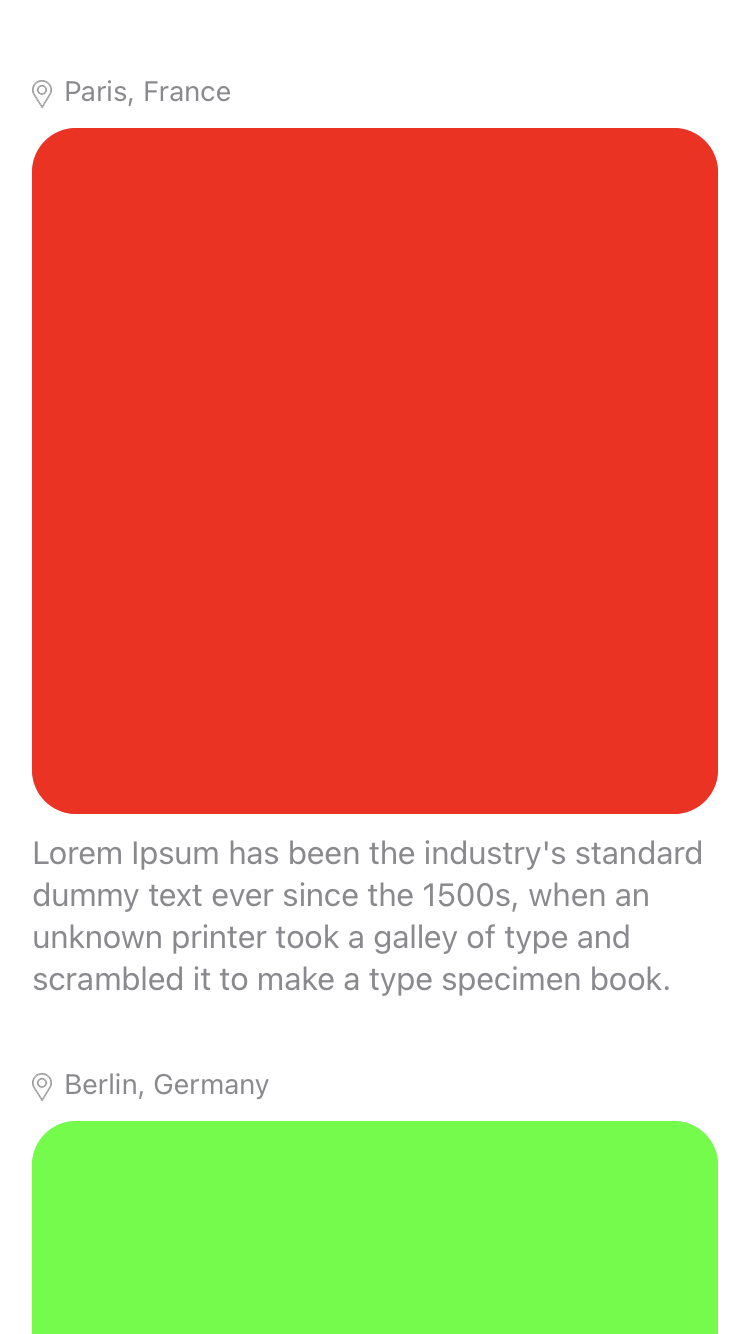 Paris, France
Lorem Ipsum has been the industry's standard
dummy text ever since the 1500s, when an
unknown printer took a galley of type and
scrambled it to make a type specimen book.
Berlin, Germany